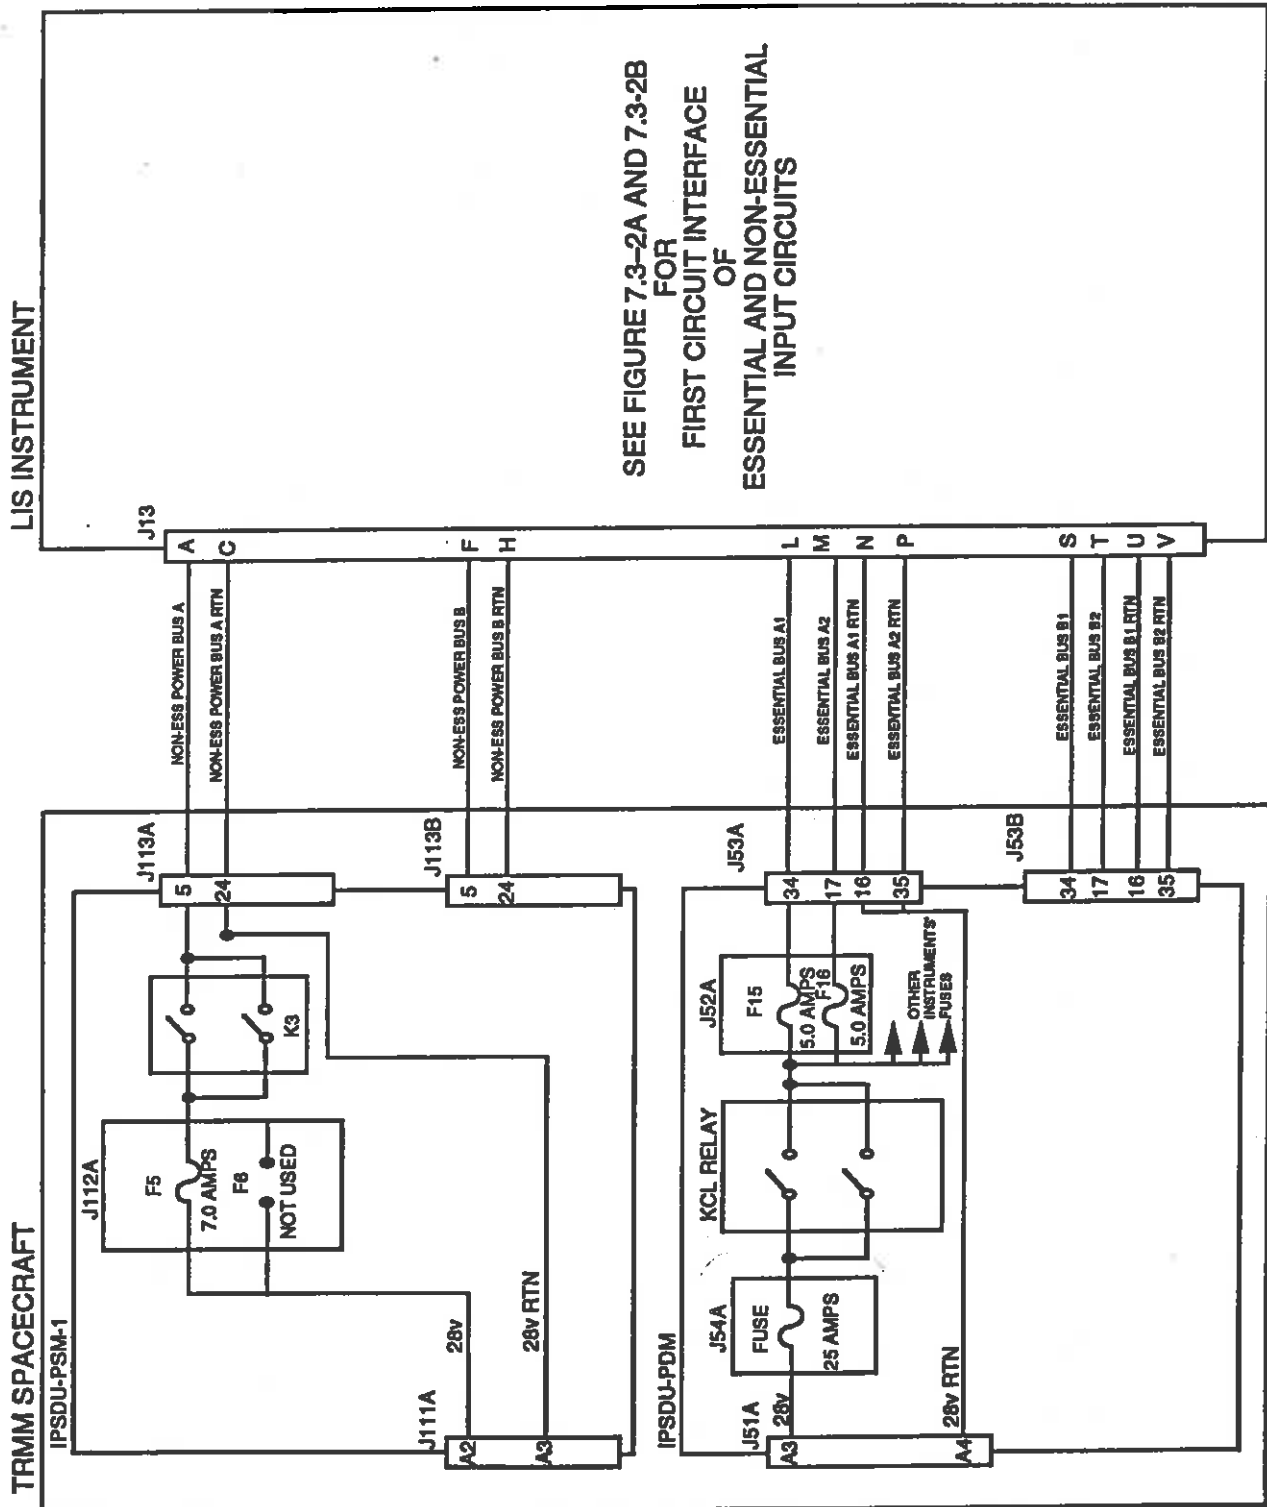 TRMM SPACECRAFT
IPSDU-PSM-1
J111A
A2
A3
28v
28v RTN
J112A
F5
7.0 AMPS
F6
NOT USED
K3
J113A
5
24
J113B
5
24
NON-ESS POWER BUS A
NON-ESS POWER BUS A RTN
NON-ESS POWER BUS B
NON-ESS POWER BUS B RTN
IPSDU-PDM
J51A
A3
A4
28v
28v RTN
J54A
FUSE
25 AMPS
KCL RELAY
J52A
F15
5.0 AMPS
F16
5.0 AMPS
OTHER
INSTRUMENTS'
FUSES
J53A
34
17
16
35
J53B
34
17
16
35
ESSENTIAL BUS A1
ESSENTIAL BUS A2
ESSENTIAL BUS A1 RTN
ESSENTIAL BUS A2 RTN
ESSENTIAL BUS B1
ESSENTIAL BUS B2
ESSENTIAL BUS B1 RTN
ESSENTIAL BUS B2 RTN
LIS INSTRUMENT
J13
A
C
F
H
L
M
N
P
S
T
U
V
SEE FIGURE 7.3-2A AND 7.3-2B
FOR
FIRST CIRCUIT INTERFACE
OF
ESSENTIAL AND NON-ESSENTIAL
INPUT CIRCUITS